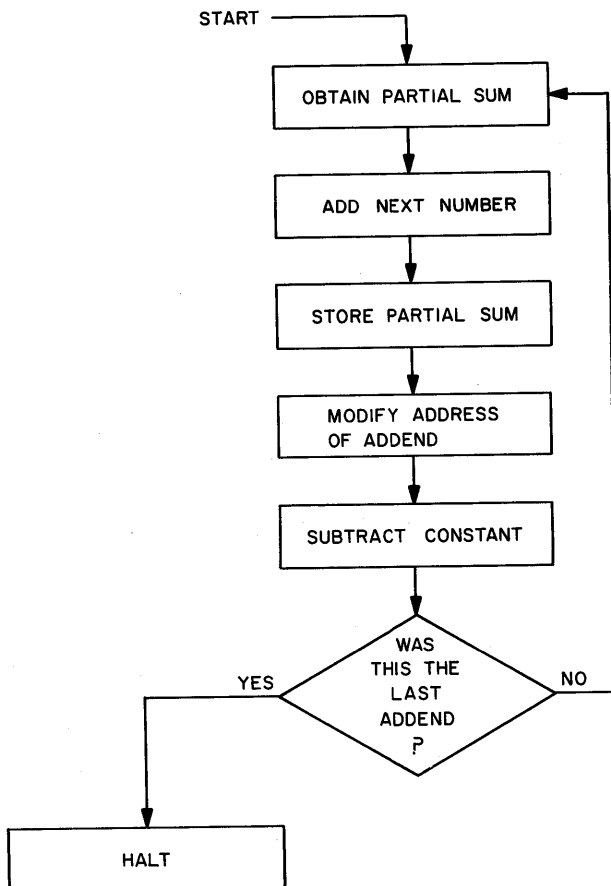 START
OBTAIN PARTIAL SUM
ADD NEXT NUMBER
STORE PARTIAL SUM
MODIFY ADDRESS
OF ADDEND
SUBTRACT CONSTANT
WAS
THIS THE
LAST
ADDEND
?
YES
NO
HALT